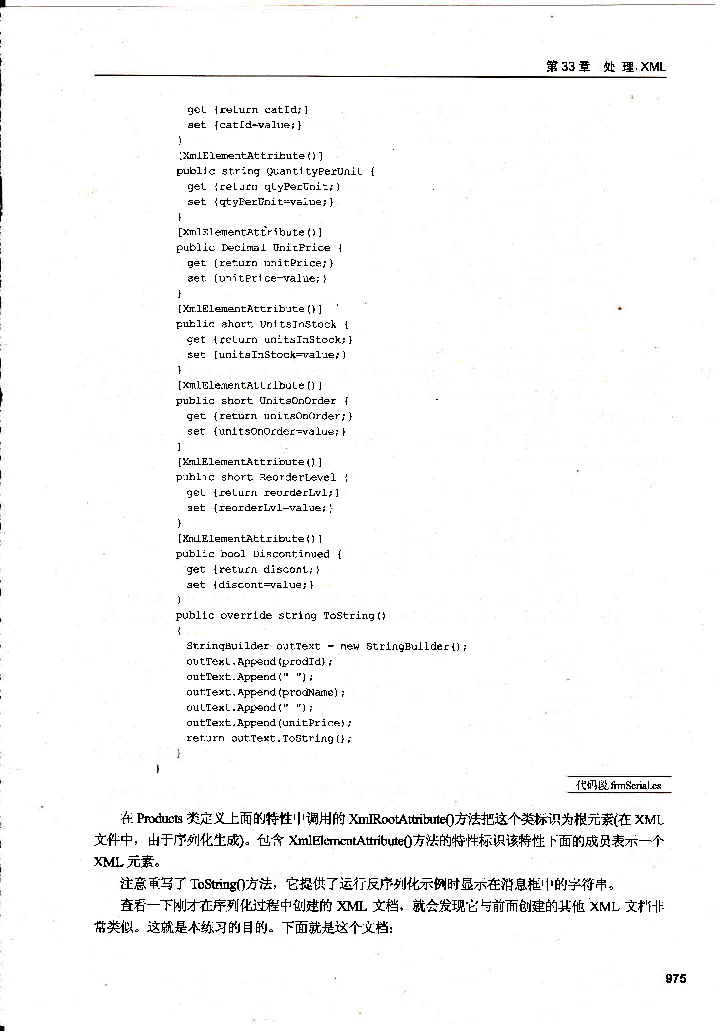 第 33 章 处 理 XML
get {return catId;}
set {catId=value;}
}
[XmlElementAttribute()]
public string QuantityPerUnit {
get {return qtyPerUnit;}
set {qtyPerUnit=value;}
}
[XmlElementAttribute()]
public Decimal UnitPrice {
get {return unitPrice;}
set {unitPrice=value;}
}
[XmlElementAttribute()]
public short UnitsInStock {
get {return unitsInStock;}
set {unitsInStock=value;}
}
[XmlElementAttribute()]
public short UnitsOnOrder {
get {return unitsOnOrder;}
set {unitsOnOrder=value;}
}
[XmlElementAttribute()]
public short ReorderLevel {
get {return reorderLvl;}
set {reorderLvl=value;}
}
[XmlElementAttribute()]
public bool Discontinued {
get {return discont;}
set {discont=value;}
}
public override string ToString()
{
StringBuilder outText = new StringBuilder();
outText.Append(prodId);
outText.Append(" ");
outText.Append(prodName);
outText.Append(" ");
outText.Append(unitPrice);
return outText.ToString();
}
}
代码段 frmSerial.cs
在 Products 类定义上面的特性中调用的 XmlRootAttribute()方法把这个类标识为根元素(在 XML
文件中，由于序列化生成)。包含 XmlElementAttribute()方法的特性标识该特性下面的成员表示一个
XML 元素。
注意重写了 ToString()方法，它提供了运行反序列化示例时显示在消息框中的字符串。
查看一下刚才在序列化过程中创建的 XML 文档，就会发现它与前面创建的其他 XML 文档非
常类似。这就是本练习的目的。下面就是这个文档：
975